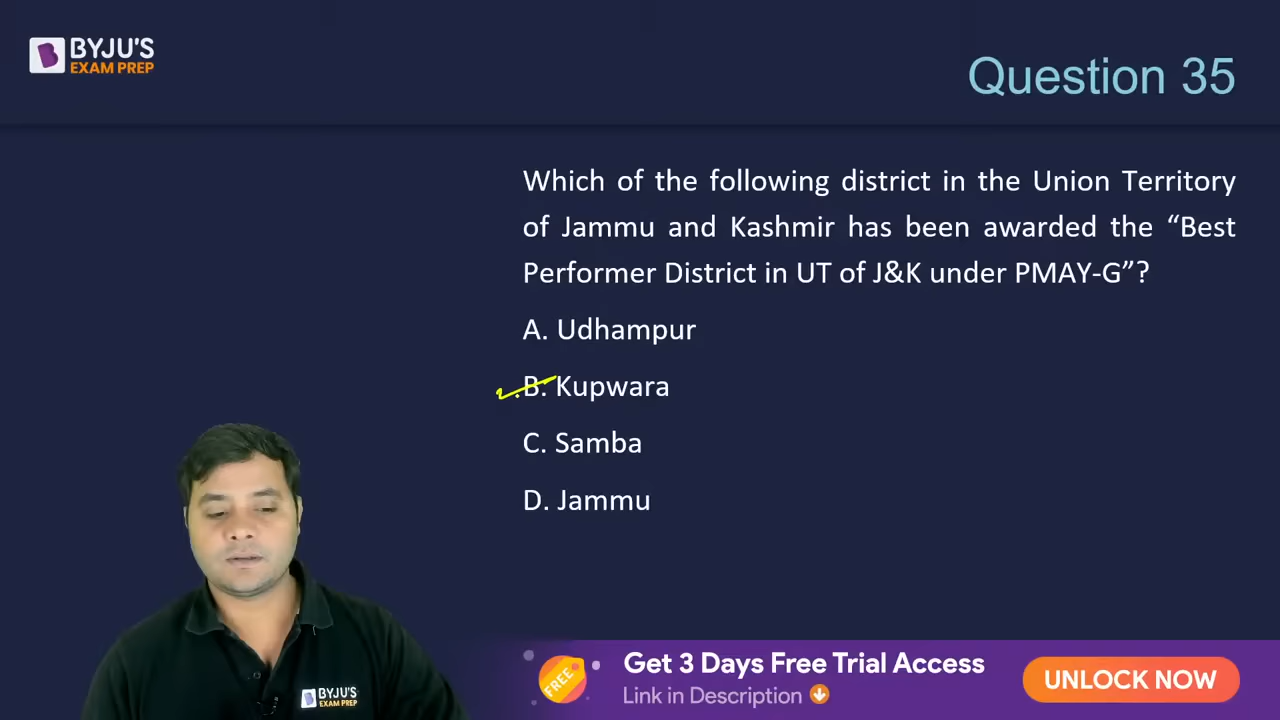 BYJU'S
EXAM PREP
Question 35
Which of the following district in the Union Territory
of Jammu and Kashmir has been awarded the “Best
Performer District in UT of J&K under PMAY-G”?
A. Udhampur
B. Kupwara
C. Samba
D. Jammu
BYJU'S
EXAM PREP
FREE
Get 3 Days Free Trial Access
Link in Description
UNLOCK NOW